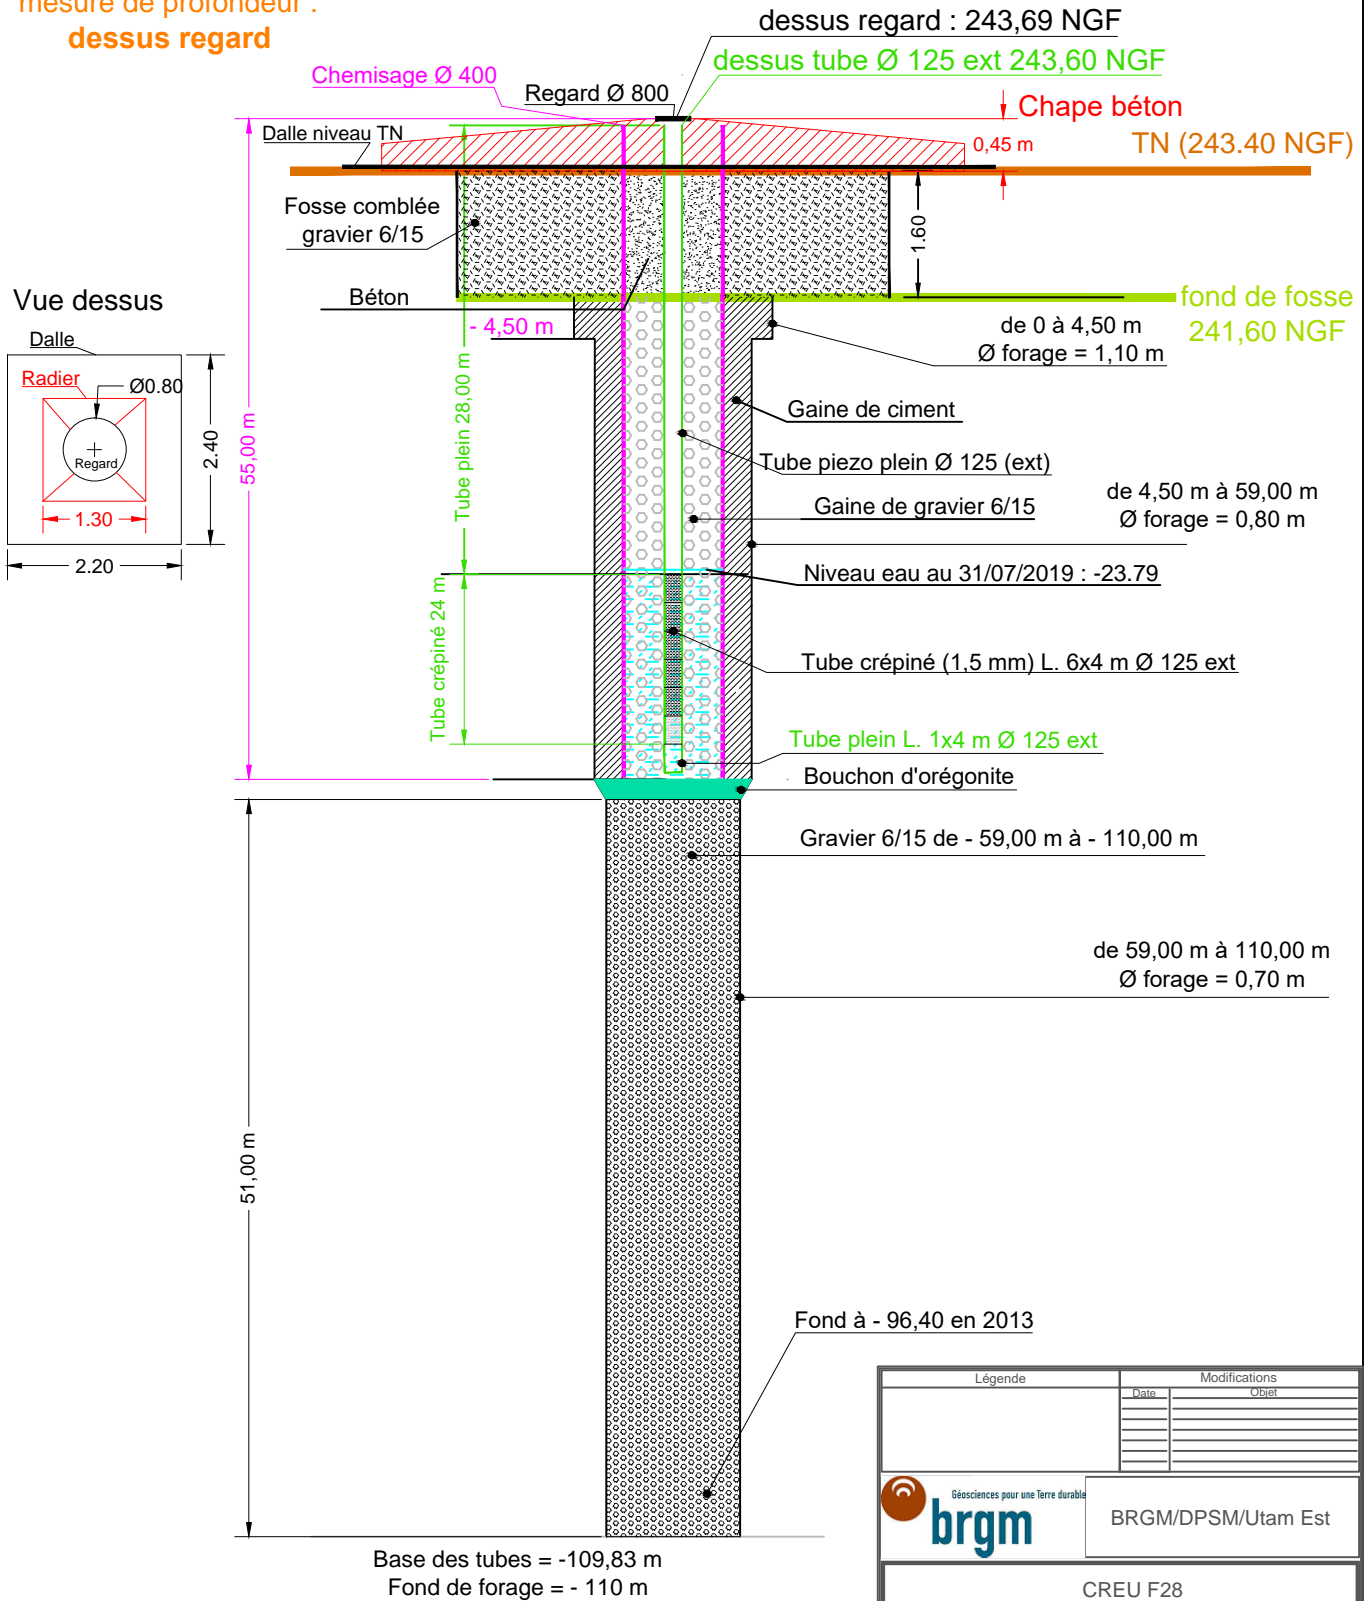 mesure de profondeur :
dessus regard
dessus regard : 243,69 NGF
dessus tube Ø 125 ext 243,60 NGF
Chemisage Ø 400
Regard Ø 800
Chape béton
Dalle niveau TN
0,45 m
TN (243.40 NGF)
Fosse comblée
gravier 6/15
1.60
Béton
- 4,50 m
fond de fosse
241,60 NGF
de 0 à 4,50 m
Ø forage = 1,10 m
Vue dessus
Dalle
Radier
Ø0.80
Regard
2.40
1.30
2.20
55,00 m
Tube plein 28,00 m
Gaine de ciment
Tube piezo plein Ø 125 (ext)
Gaine de gravier 6/15
de 4,50 m à 59,00 m
Ø forage = 0,80 m
Niveau eau au 31/07/2019 : -23.79
Tube crépiné 24 m
Tube crépiné (1,5 mm) L. 6x4 m Ø 125 ext
Tube plein L. 1x4 m Ø 125 ext
Bouchon d'orégonite
Gravier 6/15 de - 59,00 m à - 110,00 m
de 59,00 m à 110,00 m
Ø forage = 0,70 m
51,00 m
Fond à - 96,40 en 2013
Base des tubes = -109,83 m
Fond de forage = - 110 m
Légende
Modifications
Date
Objet
Géosciences pour une Terre durable
brgm
BRGM/DPSM/Utam Est
CREU F28